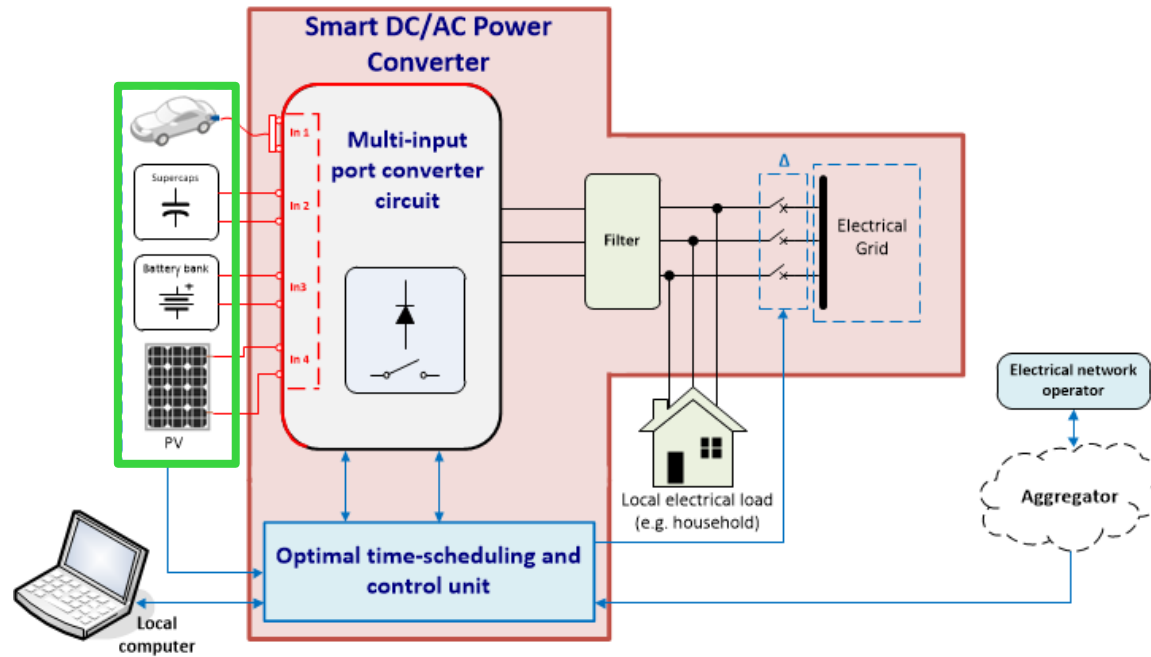 Smart DC/AC Power
Converter
Supercaps
Battery bank
+
PV
In 1
In 2
In3
In 4
Multi-input
port converter
circuit
Filter
Δ
Electrical
Grid
Local electrical load
(e.g. household)
Electrical network
operator
Aggregator
Optimal time-scheduling and
control unit
Local
computer